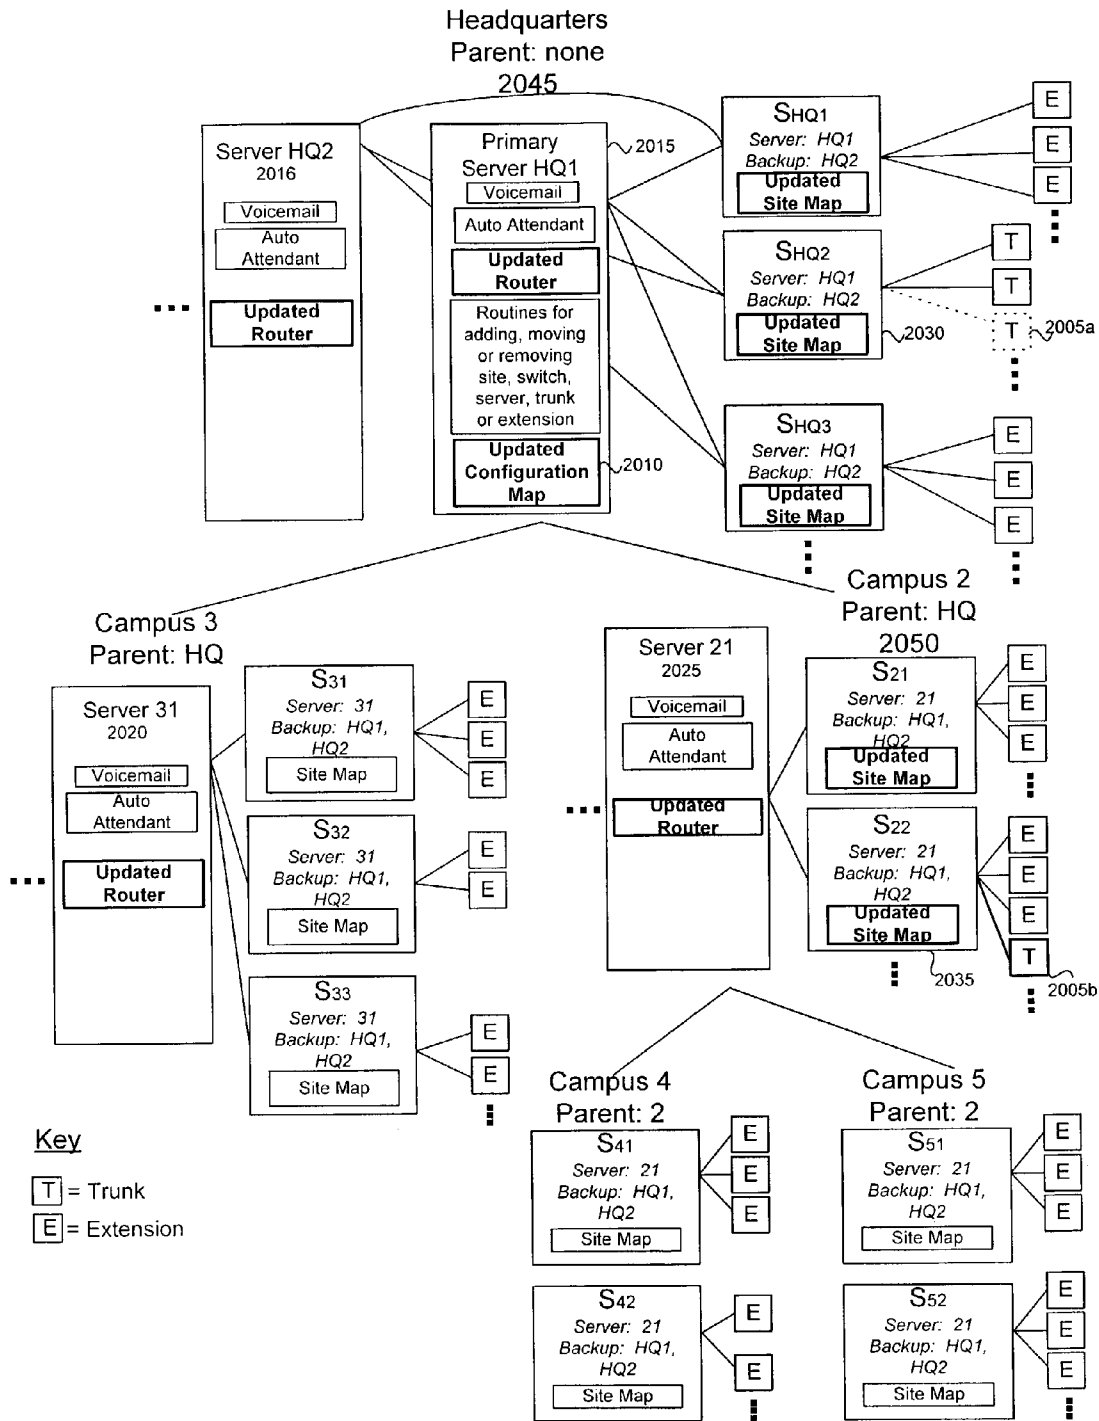 Headquarters
Parent: none
2045
Server HQ2
2016
Voicemail
Auto
Attendant
Updated
Router
Primary
Server HQ1
2015
Voicemail
Auto Attendant
Updated
Router
Routines for
adding, moving
or removing
site, switch,
server, trunk
or extension
Updated
Configuration
Map
2010
SHQ1
Server: HQ1
Backup: HQ2
Updated
Site Map
E
E
E
SHQ2
Server: HQ1
Backup: HQ2
Updated
Site Map
2030
T
T
T
2005a
SHQ3
Server: HQ1
Backup: HQ2
Updated
Site Map
E
E
E
Campus 3
Parent: HQ
Server 31
2020
Voicemail
Auto
Attendant
Updated
Router
S31
Server: 31
Backup: HQ1,
HQ2
Site Map
E
E
E
S32
Server: 31
Backup: HQ1,
HQ2
Site Map
E
E
S33
Server: 31
Backup: HQ1,
HQ2
Site Map
E
E
Campus 2
Parent: HQ
2050
Server 21
2025
Voicemail
Auto
Attendant
Updated
Router
S21
Server: 21
Backup: HQ1,
HQ2
Updated
Site Map
E
E
E
S22
Server: 21
Backup: HQ1,
HQ2
Updated
Site Map
2035
E
E
E
T
2005b
Campus 4
Parent: 2
S41
Server: 21
Backup: HQ1,
HQ2
Site Map
E
E
E
S42
Server: 21
Backup: HQ1,
HQ2
Site Map
E
E
Campus 5
Parent: 2
S51
Server: 21
Backup: HQ1,
HQ2
Site Map
E
E
E
S52
Server: 21
Backup: HQ1,
HQ2
Site Map
E
E
E
Key
T = Trunk
E = Extension